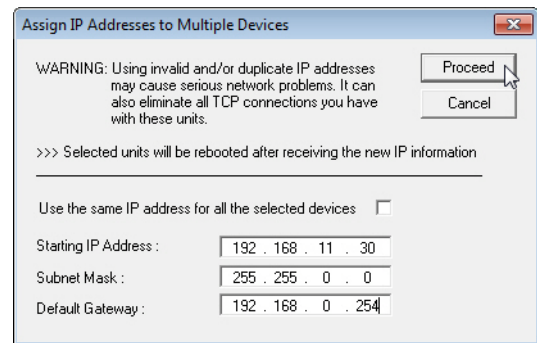 Assign IP Addresses to Multiple Devices
WARNING: Using invalid and/or duplicate IP addresses
may cause serious network problems. It can
also eliminate all TCP connections you have
with these units.
Proceed
Cancel
>>> Selected units will be rebooted after receiving the new IP information
Use the same IP address for all the selected devices
Starting IP Address : 192 . 168 . 11 . 30
Subnet Mask : 255 . 255 . 0 . 0
Default Gateway : 192 . 168 . 0 . 254